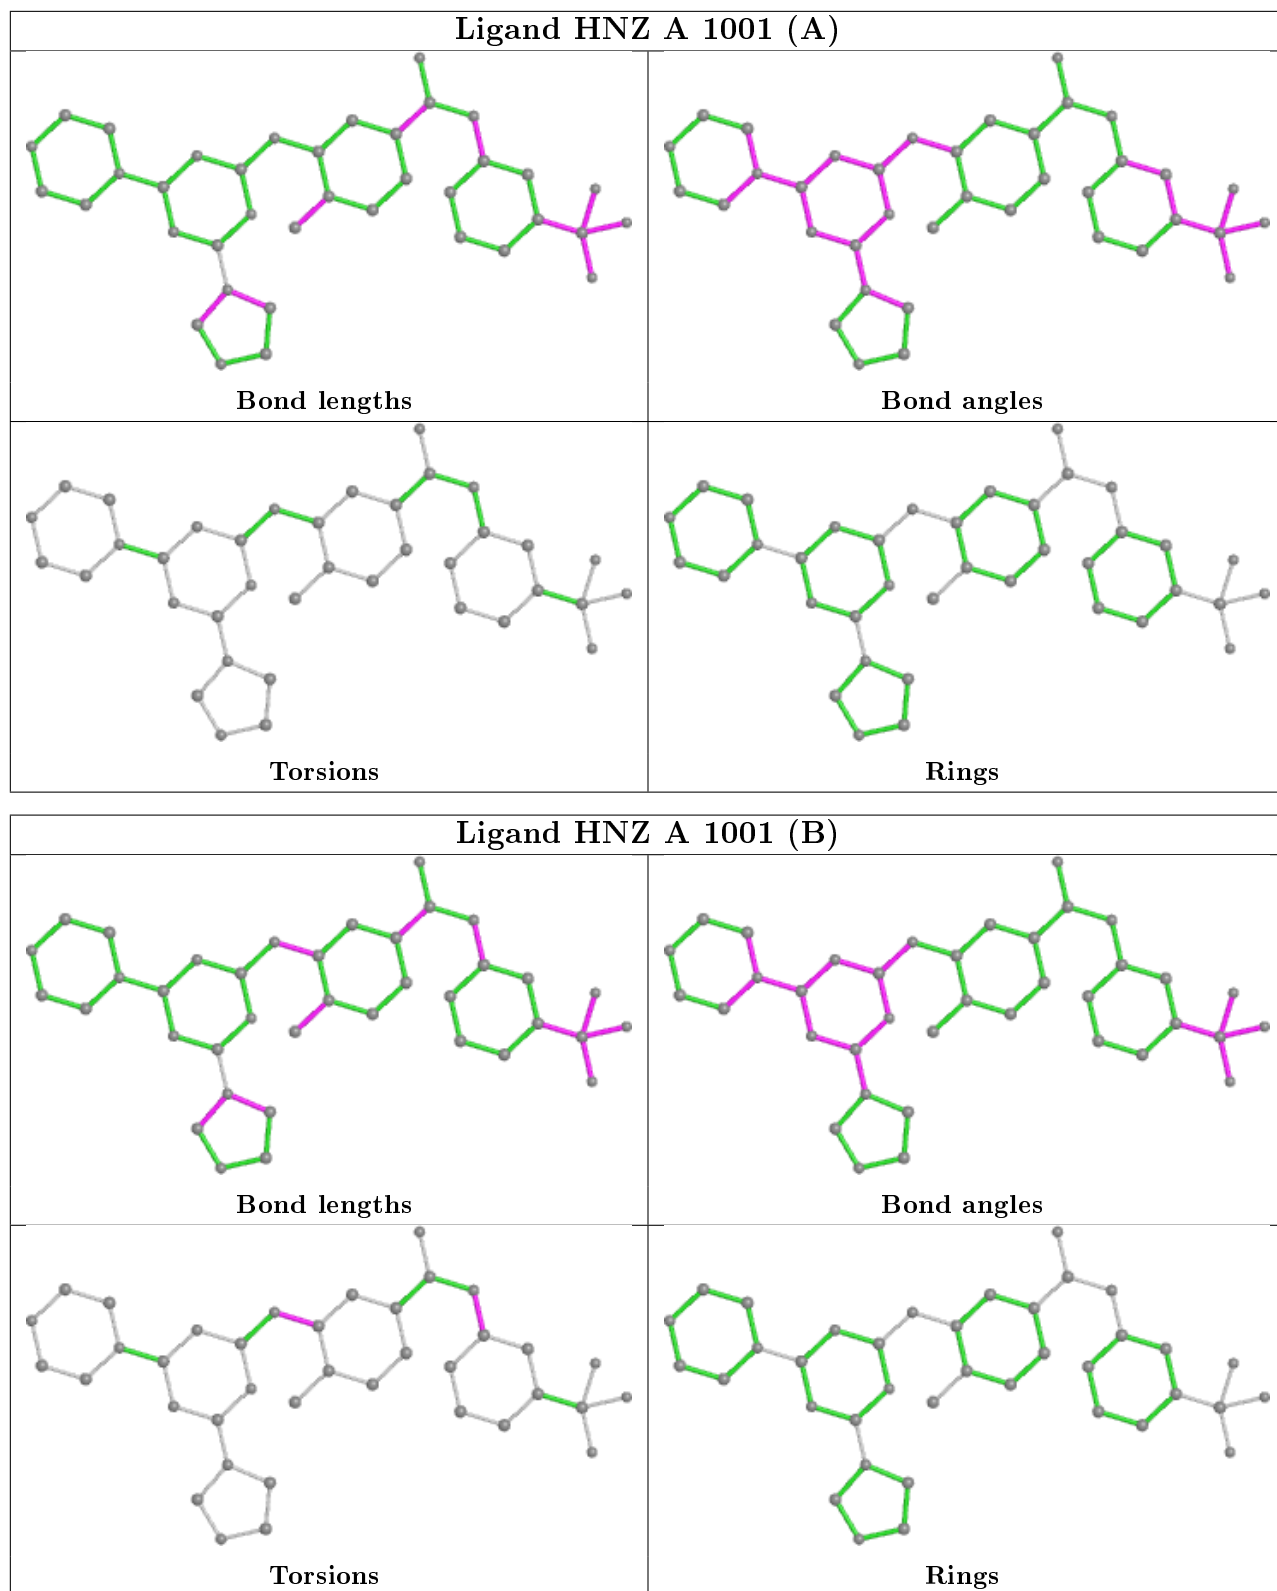 Ligand HNZ A 1001 (A)
Bond lengths
Bond angles
Torsions
Rings
Ligand HNZ A 1001 (B)
Bond lengths
Bond angles
Torsions
Rings